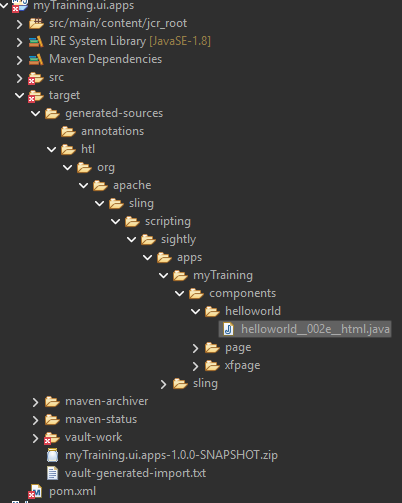 myTraining.ui.apps
src/main/content/jcr_root
JRE System Library [JavaSE-1.8]
Maven Dependencies
src
target
generated-sources
annotations
htl
org
apache
sling
scripting
sightly
apps
myTraining
components
helloworld
helloworld__002e__html.java
page
xfpage
sling
maven-archiver
maven-status
vault-work
myTraining.ui.apps-1.0.0-SNAPSHOT.zip
vault-generated-import.txt
pom.xml